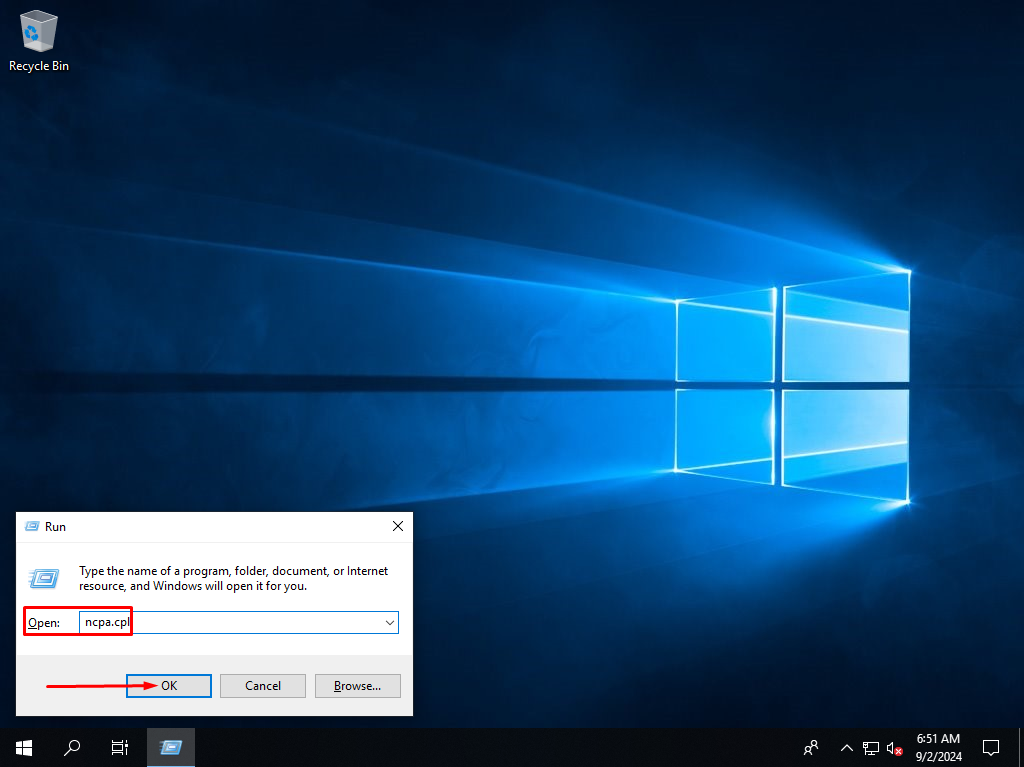 Recycle Bin
Run
Type the name of a program, folder, document, or Internet
resource, and Windows will open it for you.
Open: ncpa.cpl
OK Cancel Browse...
6:51 AM
9/2/2024